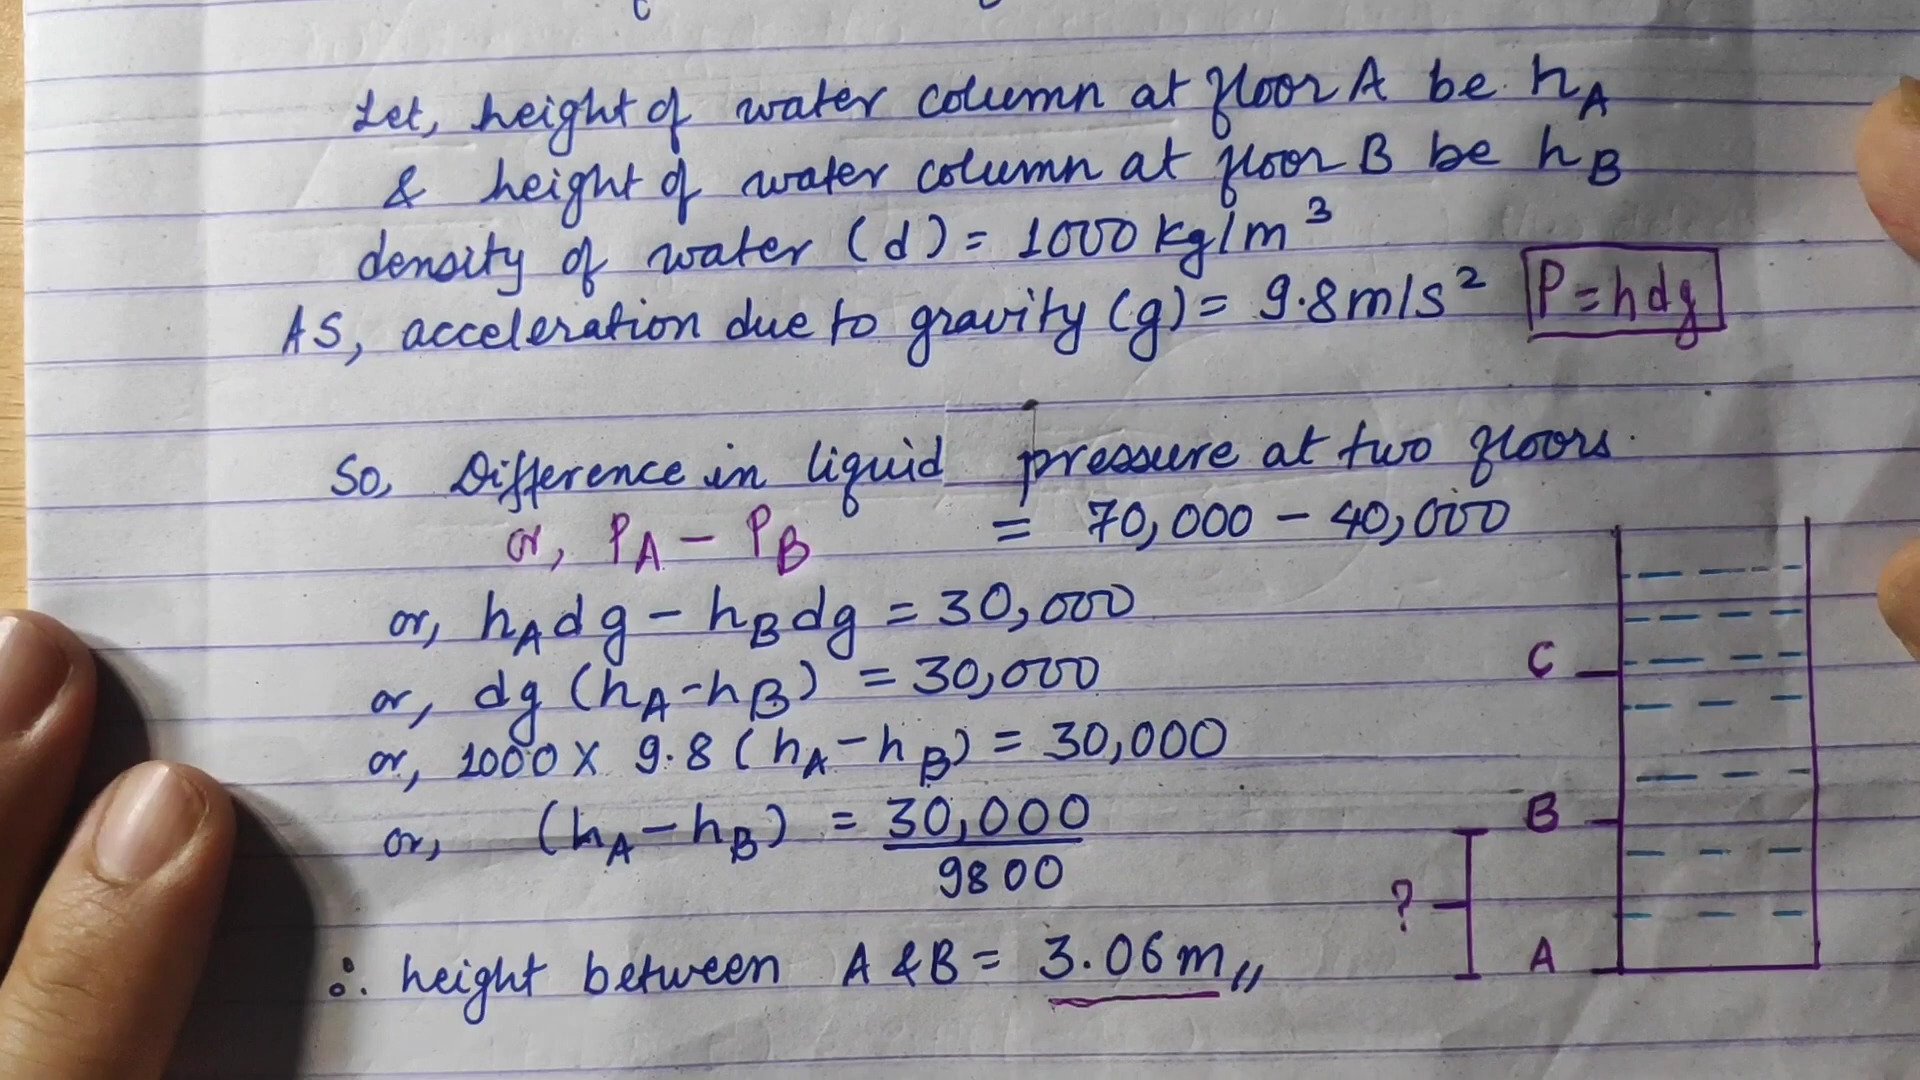 Let, height of water column at floor A be hA
& height of water column at floor B be hB
density of water (d) = 1000 kg/m³
AS, acceleration due to gravity (g) = 9.8 m/s² P = hdg
So, Difference in liquid pressure at two floors.
or, PA - PB = 70,000 - 40,000
or, hAdg - hBdg = 30,000
or, dg (hA-hB) = 30,000
or, 1000 x 9.8 (hA-hB) = 30,000
or, (hA-hB) = 30,000
9800
∴ height between A & B = 3.06 m,,
C
B
?
A